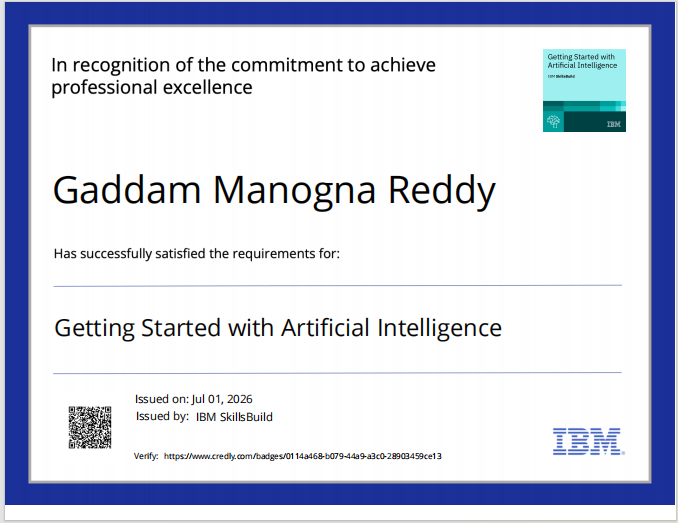 In recognition of the commitment to achieve
professional excellence
Getting Started with
Artificial Intelligence
IBM SkillsBuild
IBM
Gaddam Manogna Reddy
Has successfully satisfied the requirements for:
Getting Started with Artificial Intelligence
Issued on: Jul 01, 2026
Issued by: IBM SkillsBuild
Verify: https://www.credly.com/badges/0114a468-b079-44a9-a3c0-28903459ce13
IBM®